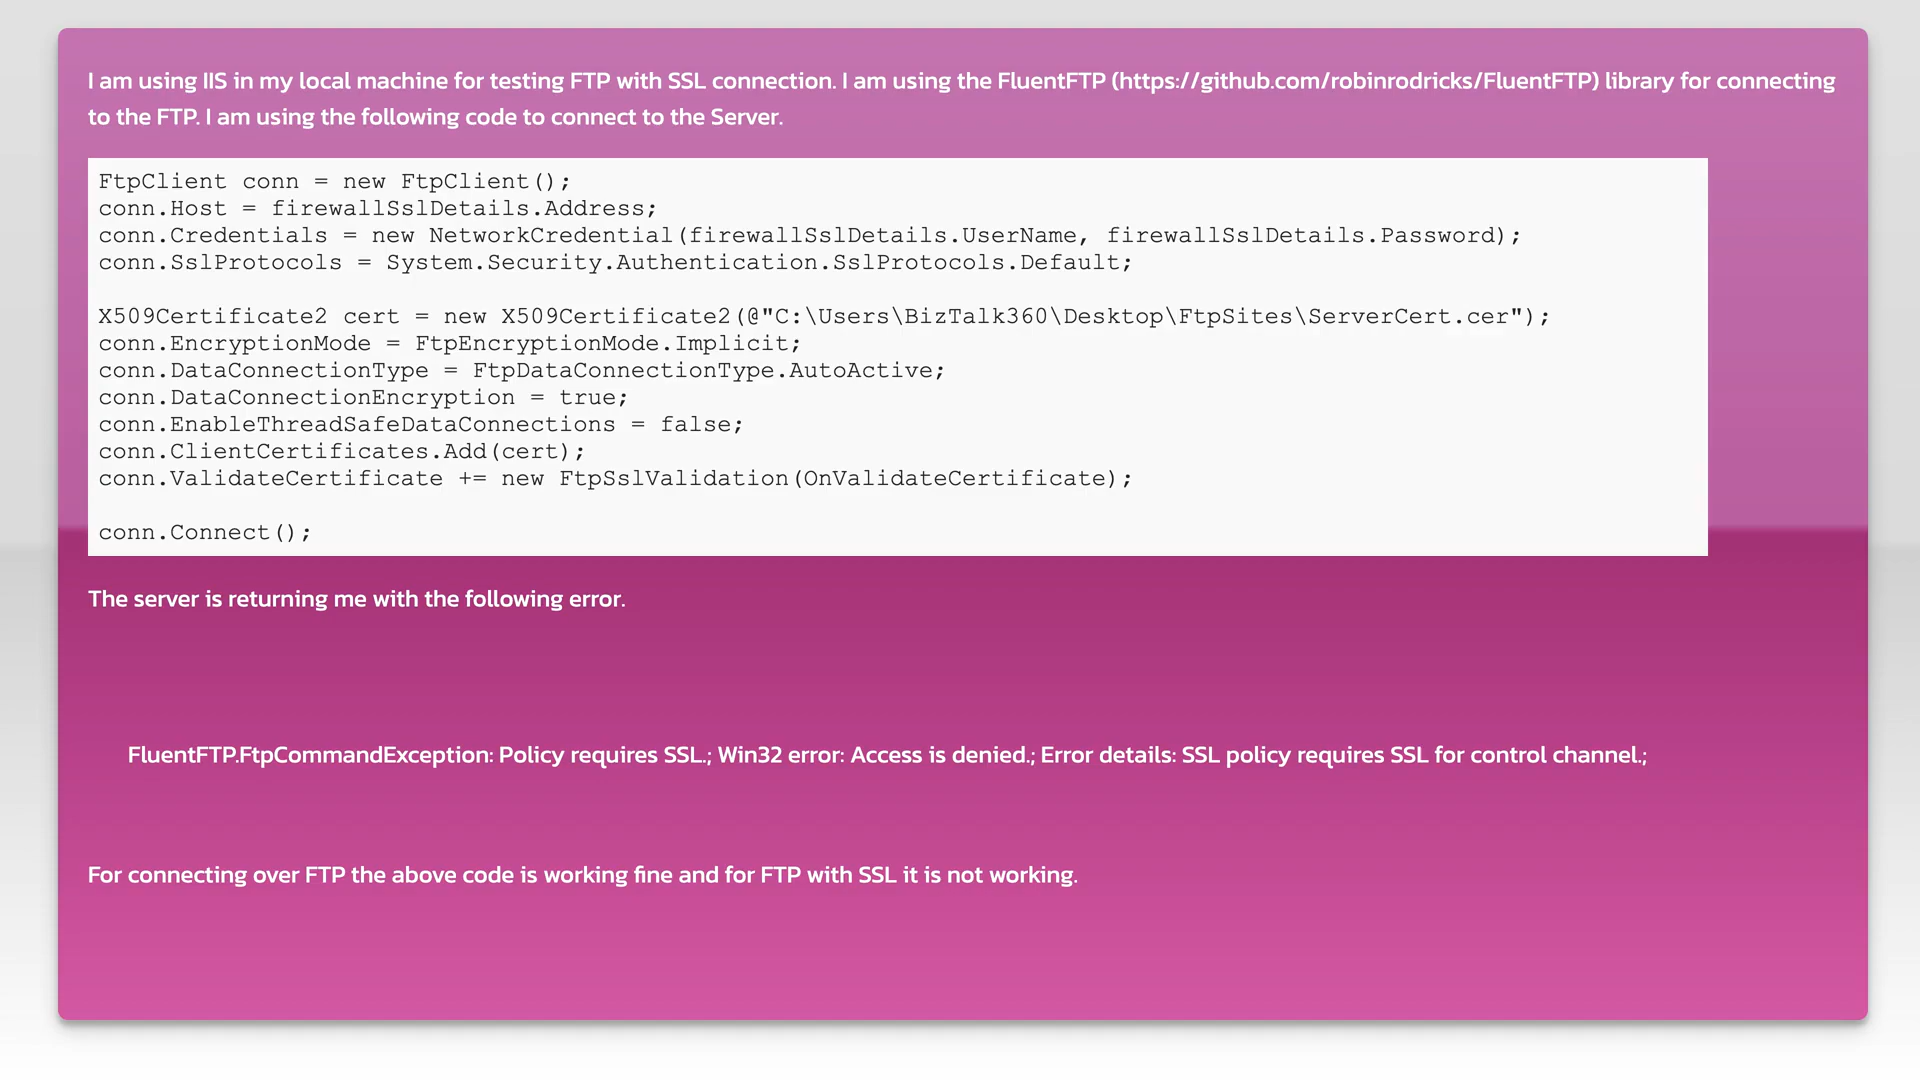 I am using IIS in my local machine for testing FTP with SSL connection. I am using the FluentFTP (https://github.com/robinrodricks/FluentFTP) library for connecting
to the FTP. I am using the following code to connect to the Server.
FtpClient conn = new FtpClient();
conn.Host = firewallSslDetails.Address;
conn.Credentials = new NetworkCredential(firewallSslDetails.UserName, firewallSslDetails.Password);
conn.SslProtocols = System.Security.Authentication.SslProtocols.Default;
X509Certificate2 cert = new X509Certificate2(@"C:\Users\BizTalk360\Desktop\FtpSites\ServerCert.cer");
conn.EncryptionMode = FtpEncryptionMode.Implicit;
conn.DataConnectionType = FtpDataConnectionType.AutoActive;
conn.DataConnectionEncryption = true;
conn.EnableThreadSafeDataConnections = false;
conn.ClientCertificates.Add(cert);
conn.ValidateCertificate += new FtpSslValidation(OnValidateCertificate);
conn.Connect();
The server is returning me with the following error.
FluentFTP.FtpCommandException: Policy requires SSL.; Win32 error: Access is denied.; Error details: SSL policy requires SSL for control channel.;
For connecting over FTP the above code is working fine and for FTP with SSL it is not working.